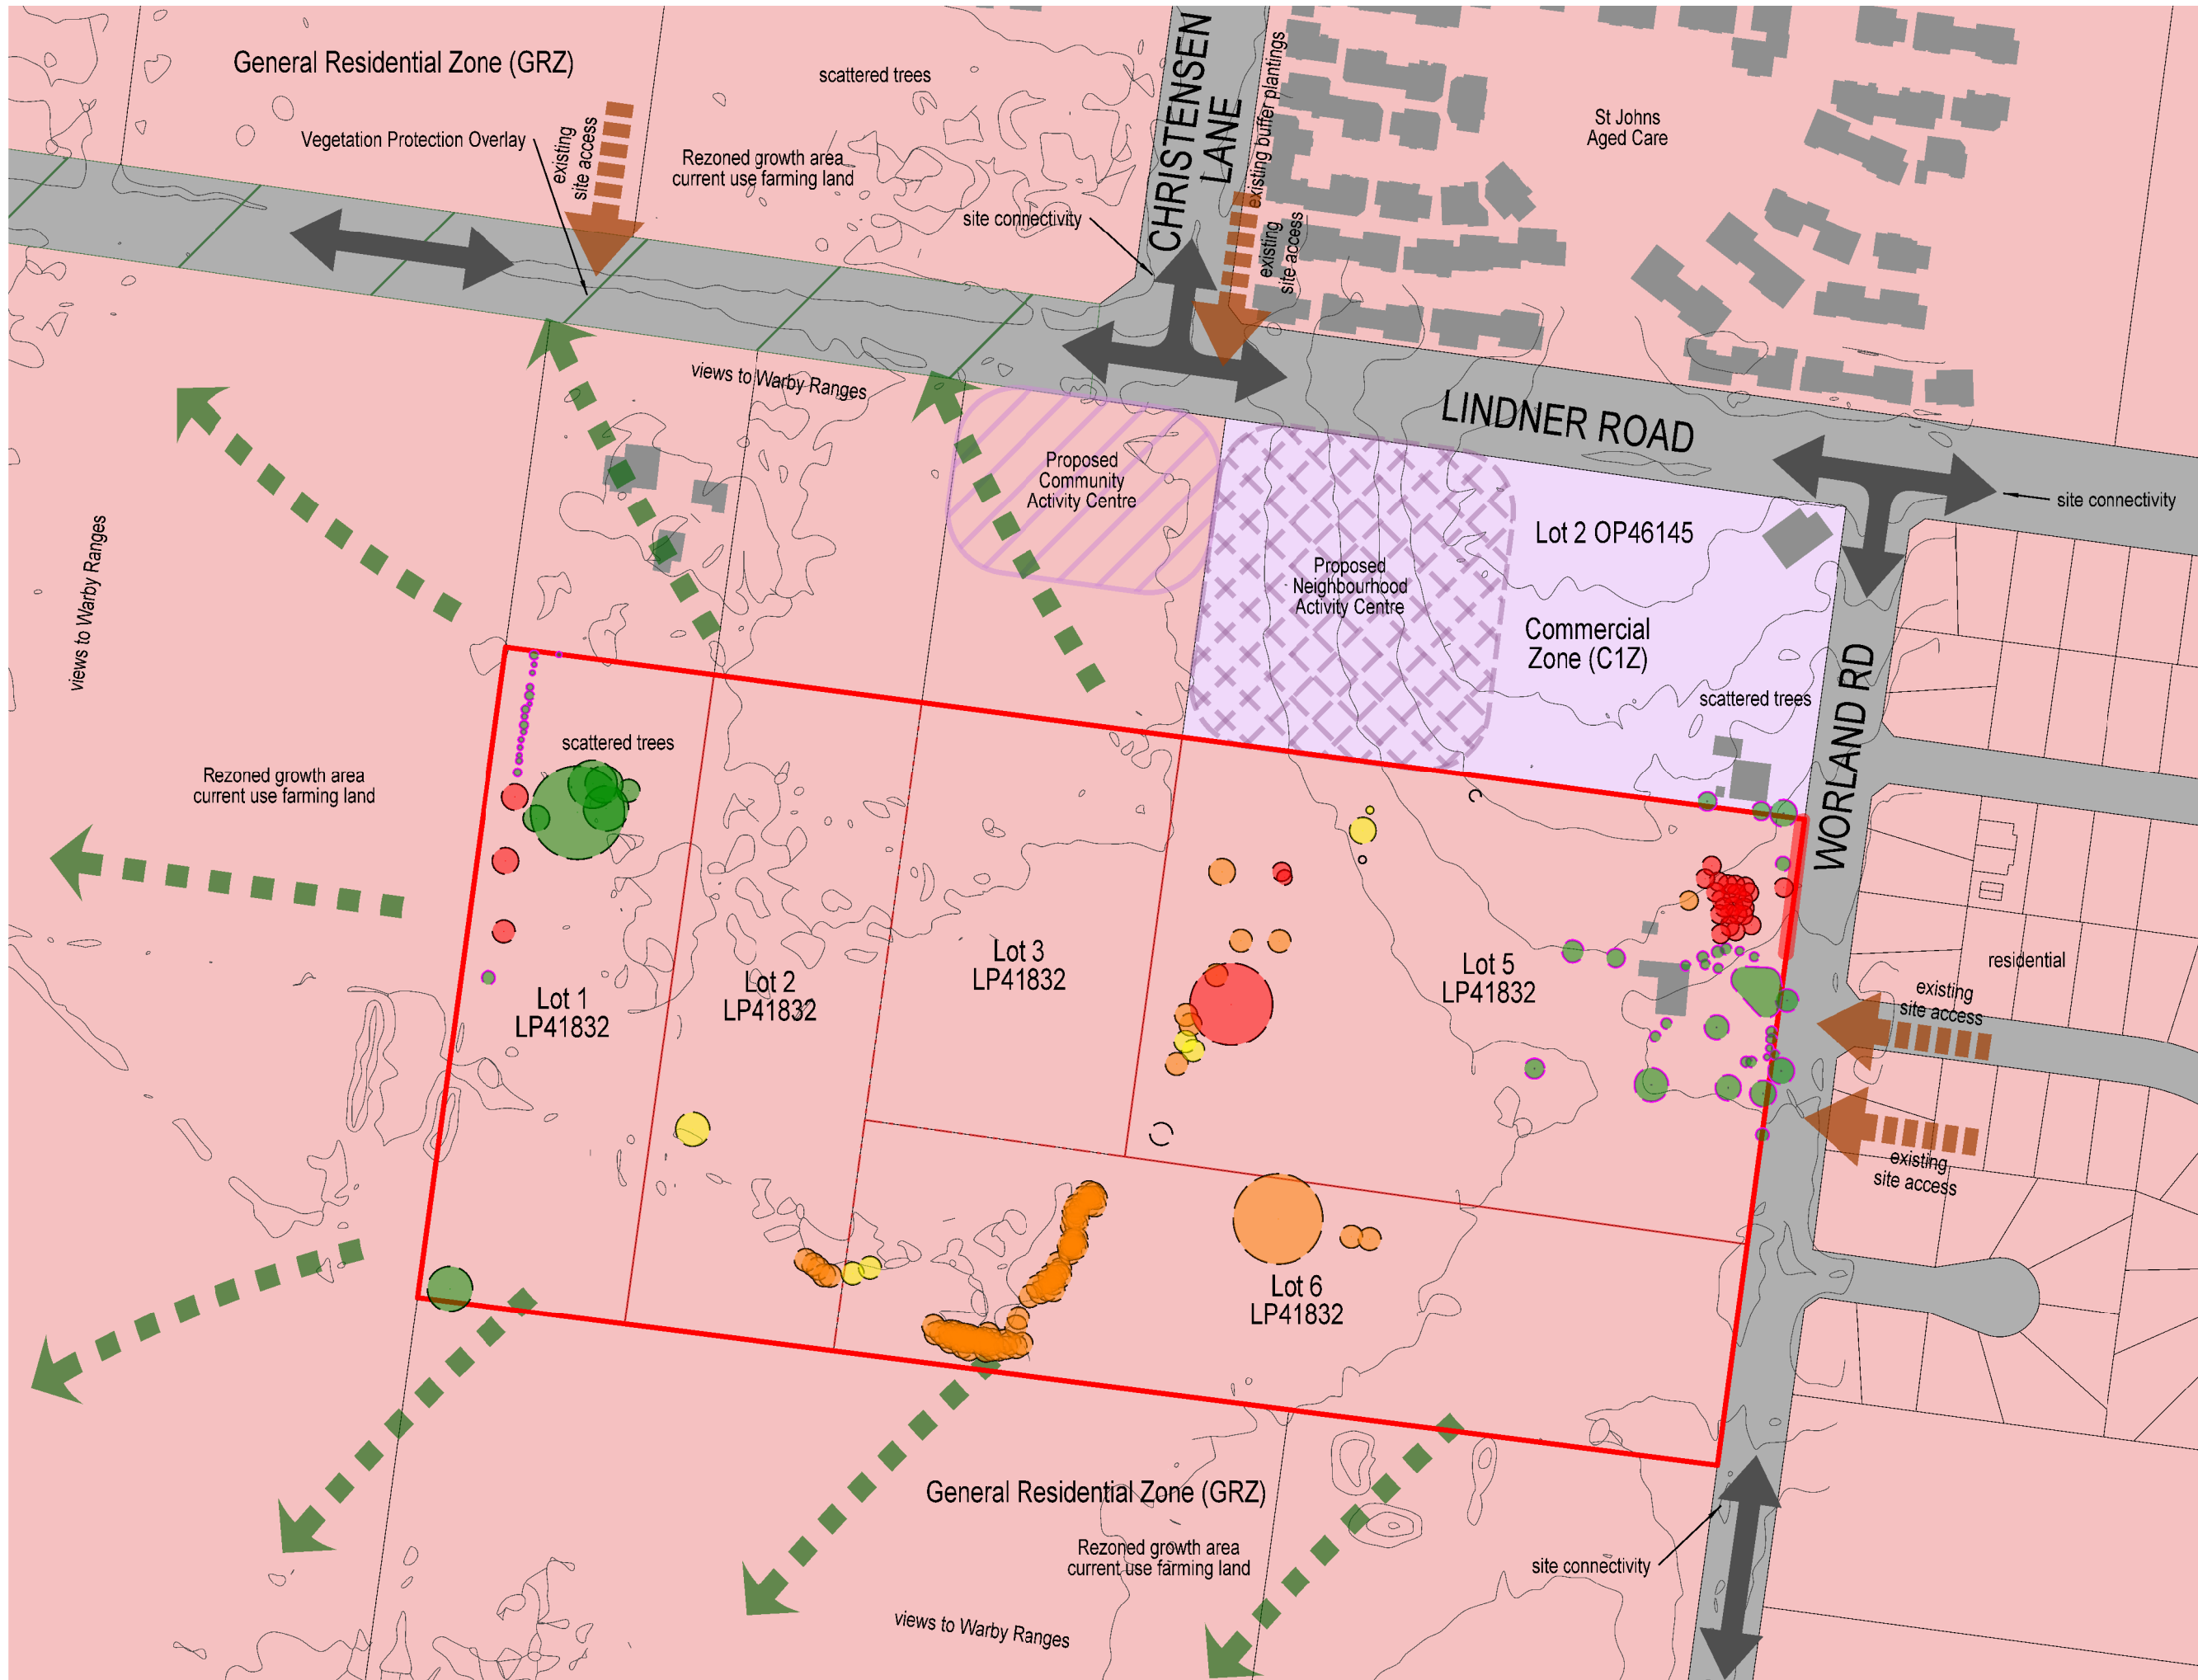 General Residential Zone (GRZ)
scattered trees
Vegetation Protection Overlay
existing
site access
Rezoned growth area
current use farming land
CHRISTENSEN
LANE
existing buffer plantings
existing
site access
site connectivity
St Johns
Aged Care
views to Warby Ranges
LINDNER ROAD
Proposed
Community
Activity Centre
Proposed
Neighbourhood
Activity Centre
Lot 2 OP46145
Commercial
Zone (C1Z)
scattered trees
site connectivity
WORLAND RD
views to Warby Ranges
Rezoned growth area
current use farming land
scattered trees
Lot 1
LP41832
Lot 2
LP41832
Lot 3
LP41832
Lot 5
LP41832
residential
existing
site access
existing
site access
Lot 6
LP41832
General Residential Zone (GRZ)
Rezoned growth area
current use farming land
views to Warby Ranges
site connectivity